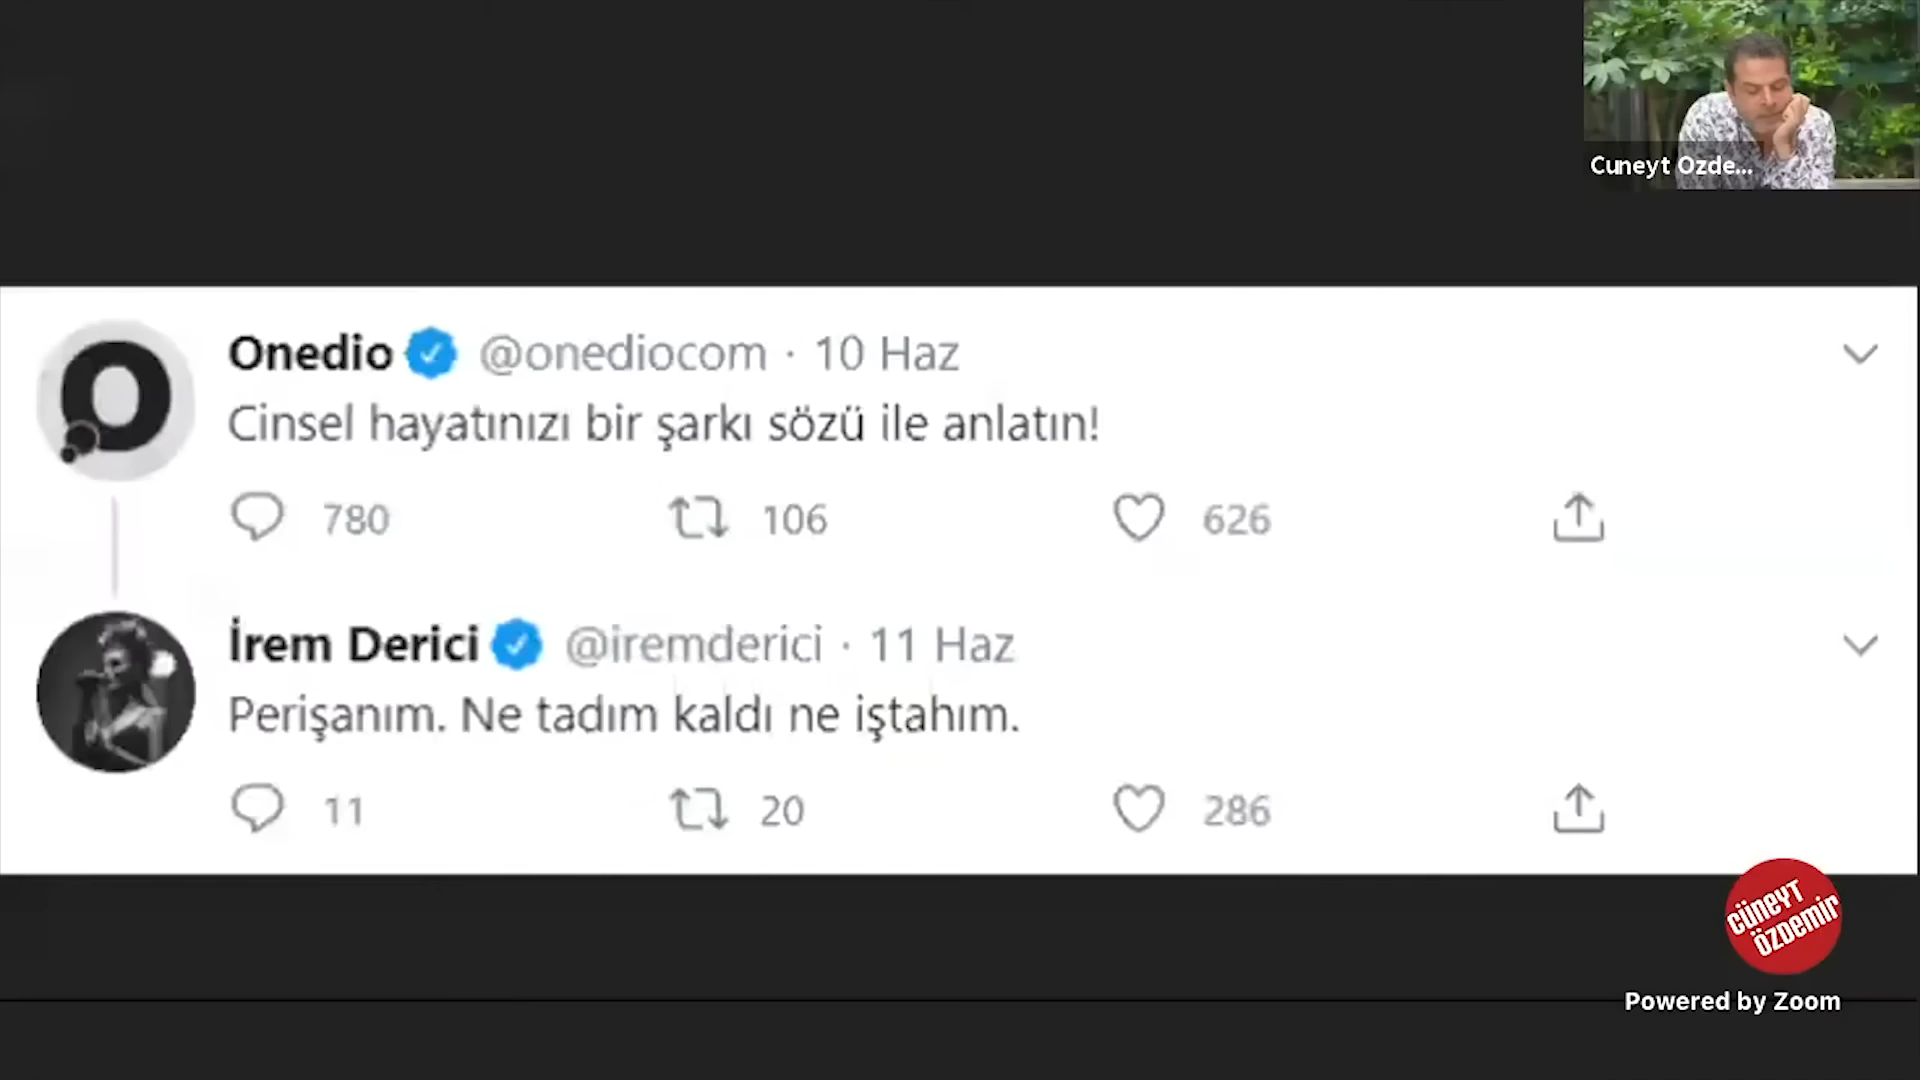 Cuneyt Ozde...
Onedio @onediocom · 10 Haz
Cinsel hayatınızı bir şarkı sözü ile anlatın!
780 106 626
İrem Derici @iremderici · 11 Haz
Perişanım. Ne tadım kaldı ne iştahım.
11 20 286
cüneyt
özdemir
Powered by Zoom